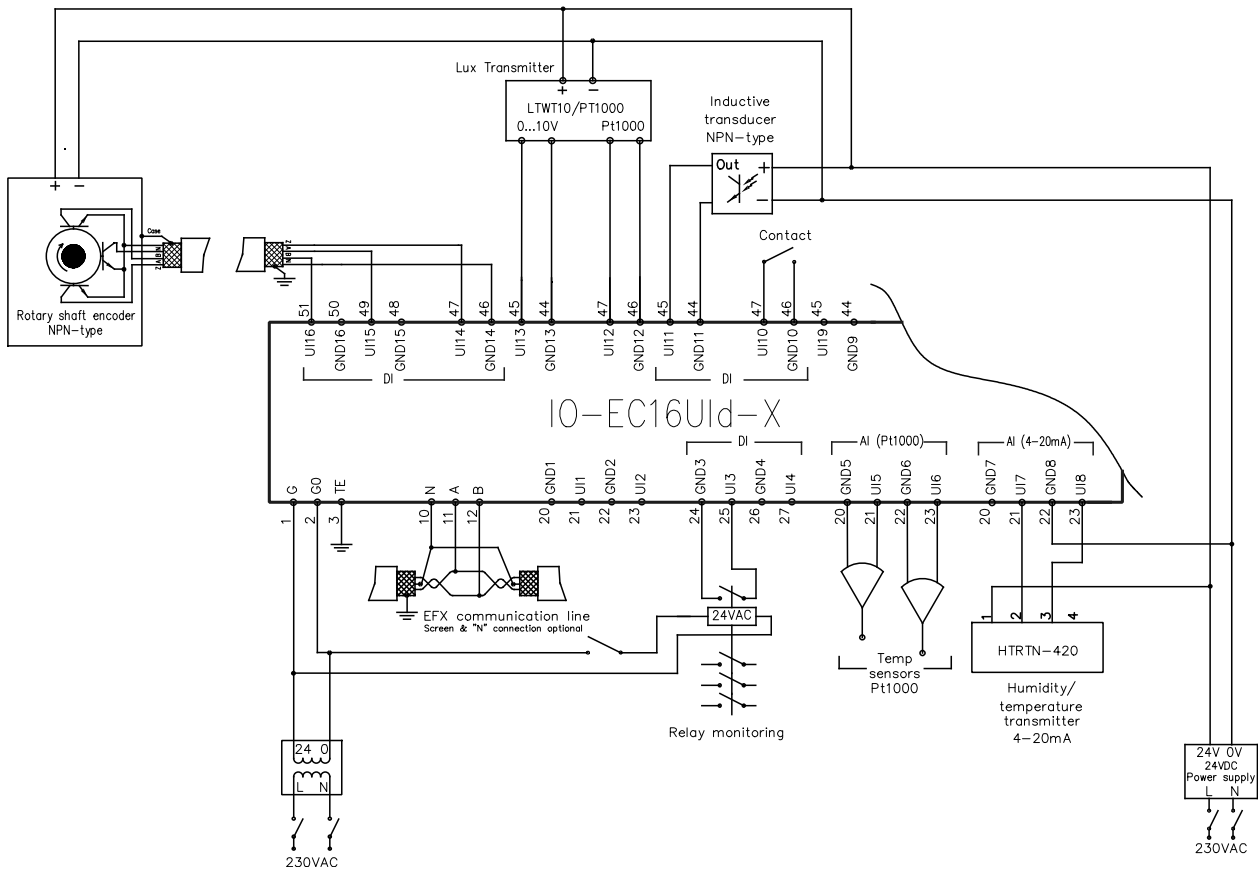 Lux Transmitter
+ −
LTWT10/PT1000
0...10V Pt1000
Inductive
transducer
NPN−type
Out +
−
Contact
+ −
Case
Z A B N
Rotary shaft encoder
NPN−type
Z
A
B
N
51 50 49 48 47 46 45 44 47 46 45 44 47 46 45 44
UI16 GND16 UI15 GND15 UI14 GND14 UI13 GND13 UI12 GND12 UI11 GND11 UI10 GND10 UI19 GND9
DI DI
IO−EC16UId−X
DI AI (Pt1000) AI (4−20mA)
G G0 TE N A B GND1 UI1 GND2 UI2 GND3 UI3 GND4 UI4 GND5 UI5 GND6 UI6 GND7 UI7 GND8 UI8
1 2 3 10 11 12 20 21 22 23 24 25 26 27 20 21 22 23 20 21 22 23
EFX communication line
Screen & "N" connection optional
24VAC
Relay monitoring
Temp
sensors
Pt1000
1 2 3 4
HTRTN−420
Humidity/
temperature
transmitter
4−20mA
24 0
L N
230VAC
24V 0V
24VDC
Power supply
L N
230VAC